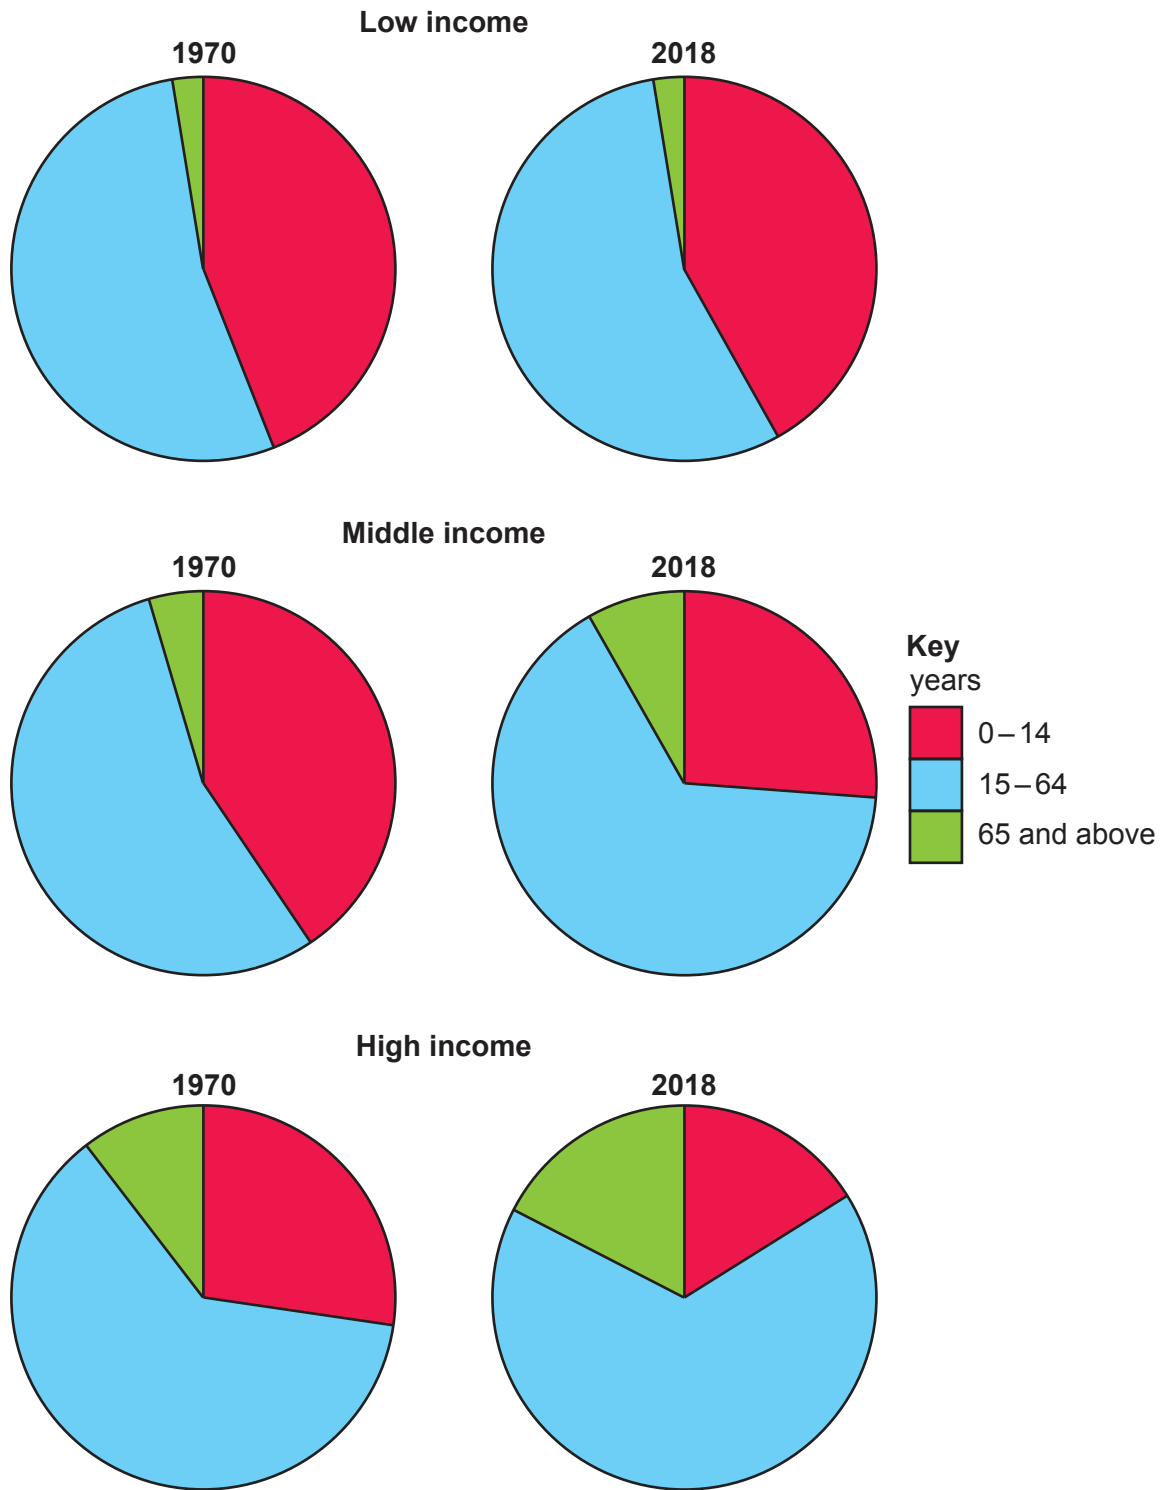 Low income
1970
2018
Middle income
1970
2018
Key
years
0–14
15–64
65 and above
High income
1970
2018